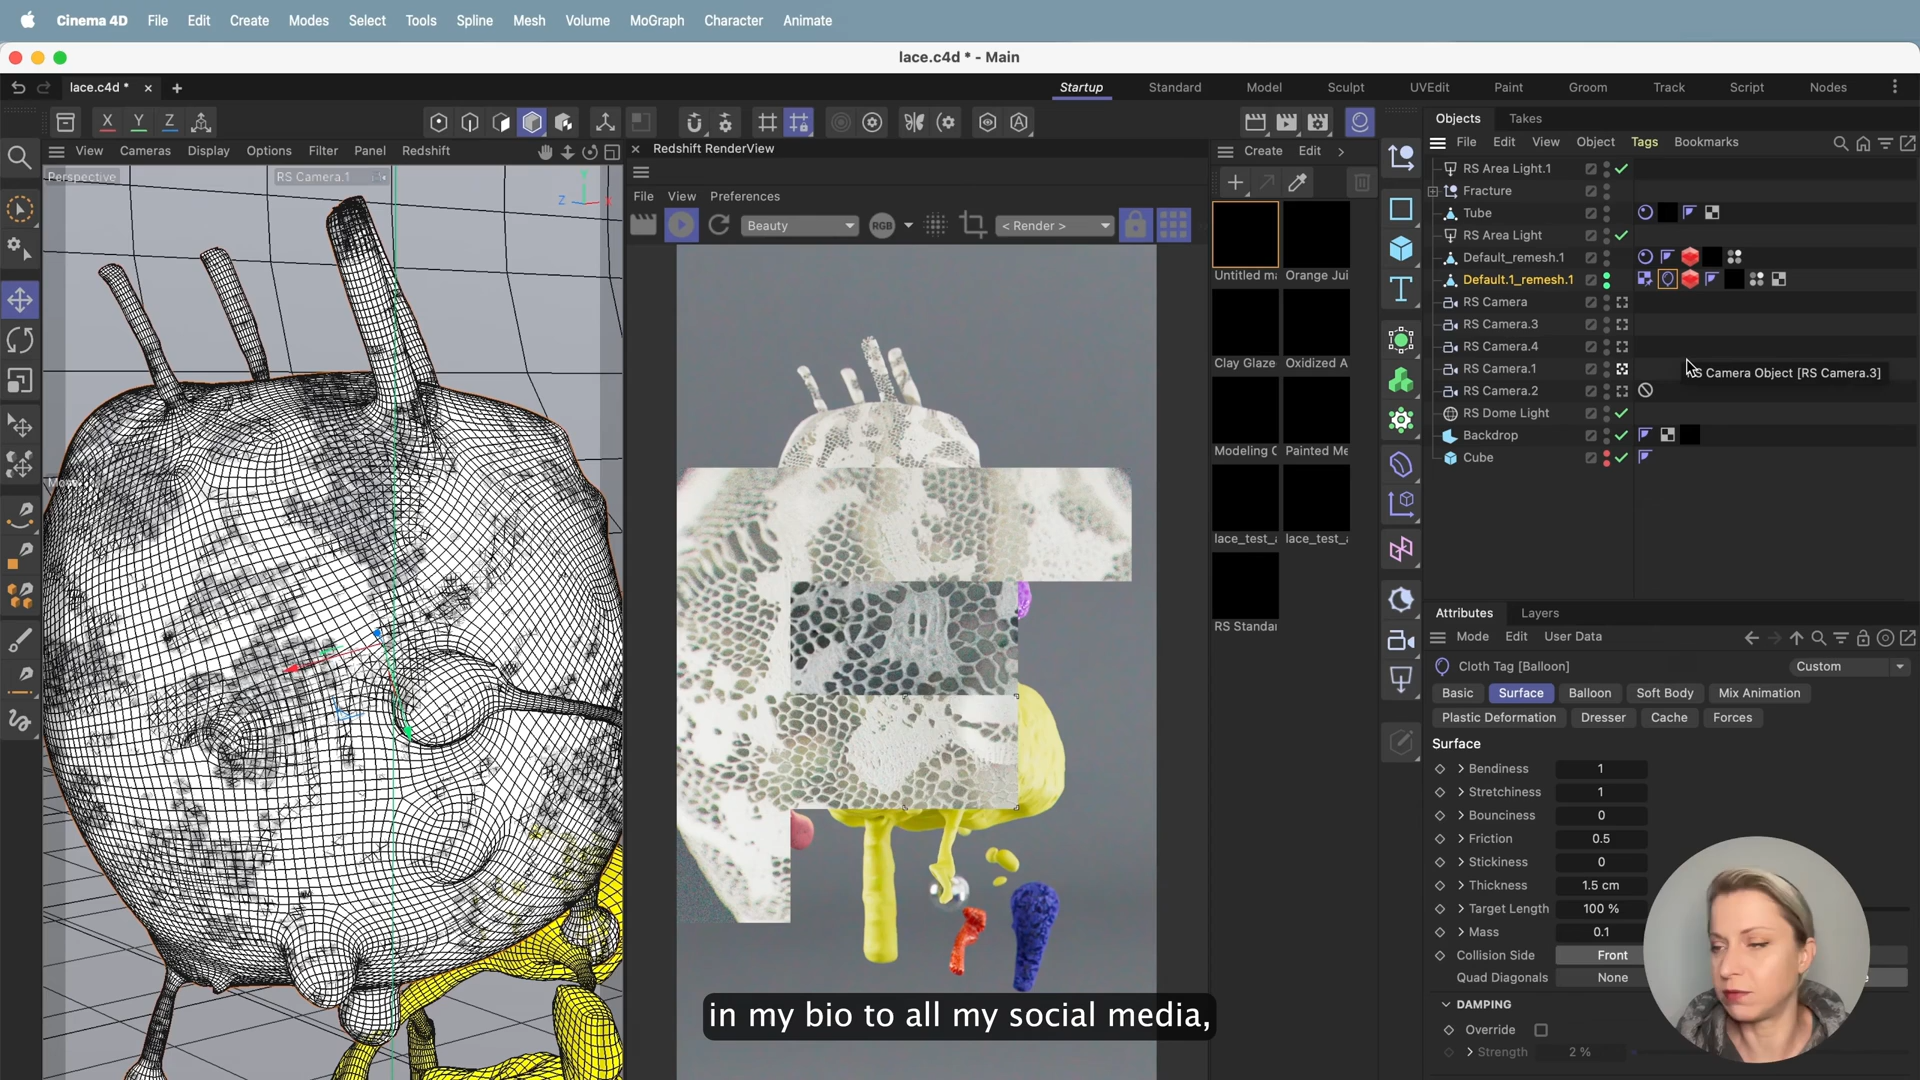 Cinema 4D File Edit Create Modes Select Tools Spline Mesh Volume MoGraph Character Animate
lace.c4d * - Main
lace.c4d *
Startup Standard Model Sculpt UVEdit Paint Groom Track Script Nodes
X Y Z
View Cameras Display Options Filter Panel Redshift
Perspective
RS Camera.1
Z
Redshift RenderView
File View Preferences
Beauty
RGB
< Render >
Create Edit
Untitled ma
Orange Jui
Clay Glaze
Oxidized A
Modeling C
Painted Me
lace_test_a
lace_test_a
RS Standar
Objects Takes
File Edit View Object Tags Bookmarks
RS Area Light.1
Fracture
Tube
RS Area Light
Default_remesh.1
Default.1_remesh.1
RS Camera
RS Camera.3
RS Camera.4
RS Camera.1
RS Camera.2
RS Dome Light
Backdrop
Cube
Camera Object [RS Camera.3]
Attributes Layers
Mode Edit User Data
Cloth Tag [Balloon]
Custom
Basic Surface Balloon Soft Body Mix Animation
Plastic Deformation Dresser Cache Forces
Surface
Bendiness 1
Stretchiness 1
Bounciness 0
Friction 0.5
Stickiness 0
Thickness 1.5 cm
Target Length 100 %
Mass 0.1
Collision Side Front
Quad Diagonals None
DAMPING
Override
Strength 2 %
in my bio to all my social media,